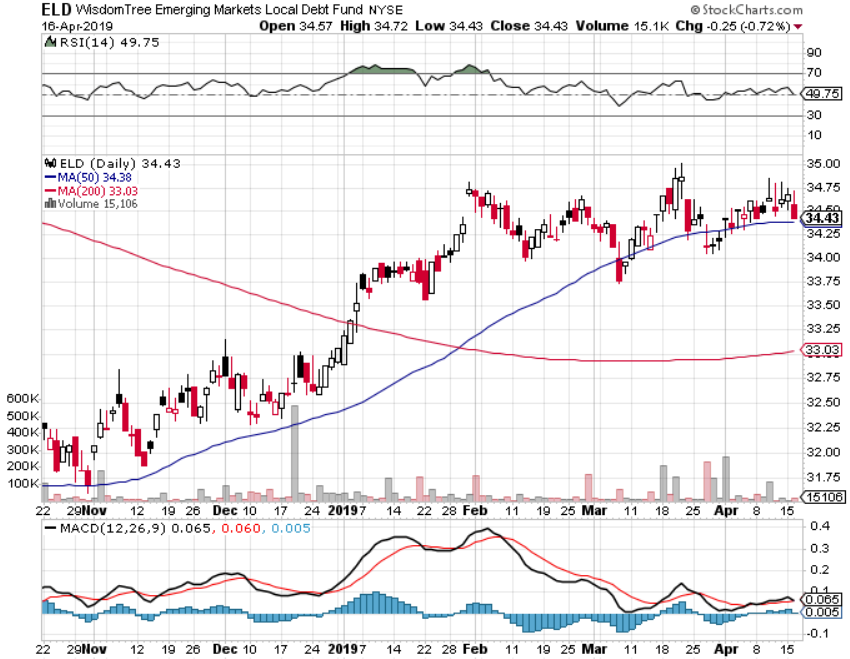 ELD WisdomTree Emerging Markets Local Debt Fund NYSE © StockCharts.com
16-Apr-2019 Open 34.57 High 34.72 Low 34.43 Close 34.43 Volume 15.1K Chg -0.25 (-0.72%)
RSI(14) 49.75
90
70
49.75
30
10
ELD (Daily) 34.43
MA(50) 34.38
MA(200) 33.03
Volume 15,106
35.00
34.75
34.50
34.43
34.25
34.00
33.75
33.50
33.25
33.03
32.75
32.50
32.25
32.00
31.75
15106
600K
500K
400K
300K
200K
100K
22 29 Nov 5 12 19 26 Dec 10 17 24 2019 7 14 22 28 Feb 11 19 25 Mar 11 18 25 Apr 8 15
MACD(12,26,9) 0.065, 0.060, 0.005
0.4
0.3
0.2
0.1
0.065
0.005
-0.1
22 29 Nov 5 12 19 26 Dec 10 17 24 2019 7 14 22 28 Feb 11 19 25 Mar 11 18 25 Apr 8 15